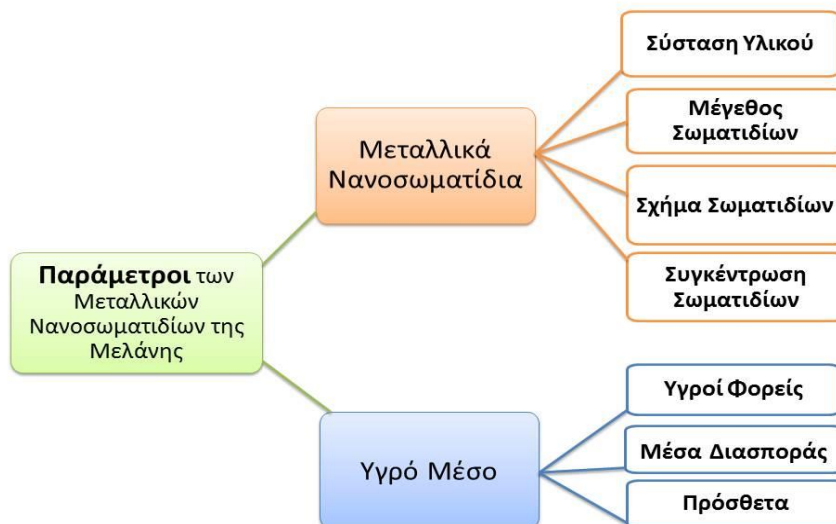 Παράμετροι των
Μεταλλικών
Νανοσωματιδίων της
Μελάνης
Μεταλλικά
Νανοσωματίδια
Σύσταση Υλικού
Μέγεθος
Σωματιδίων
Σχήμα Σωματιδίων
Συγκέντρωση
Σωματιδίων
Υγρό Μέσο
Υγροί Φορείς
Μέσα Διασποράς
Πρόσθετα